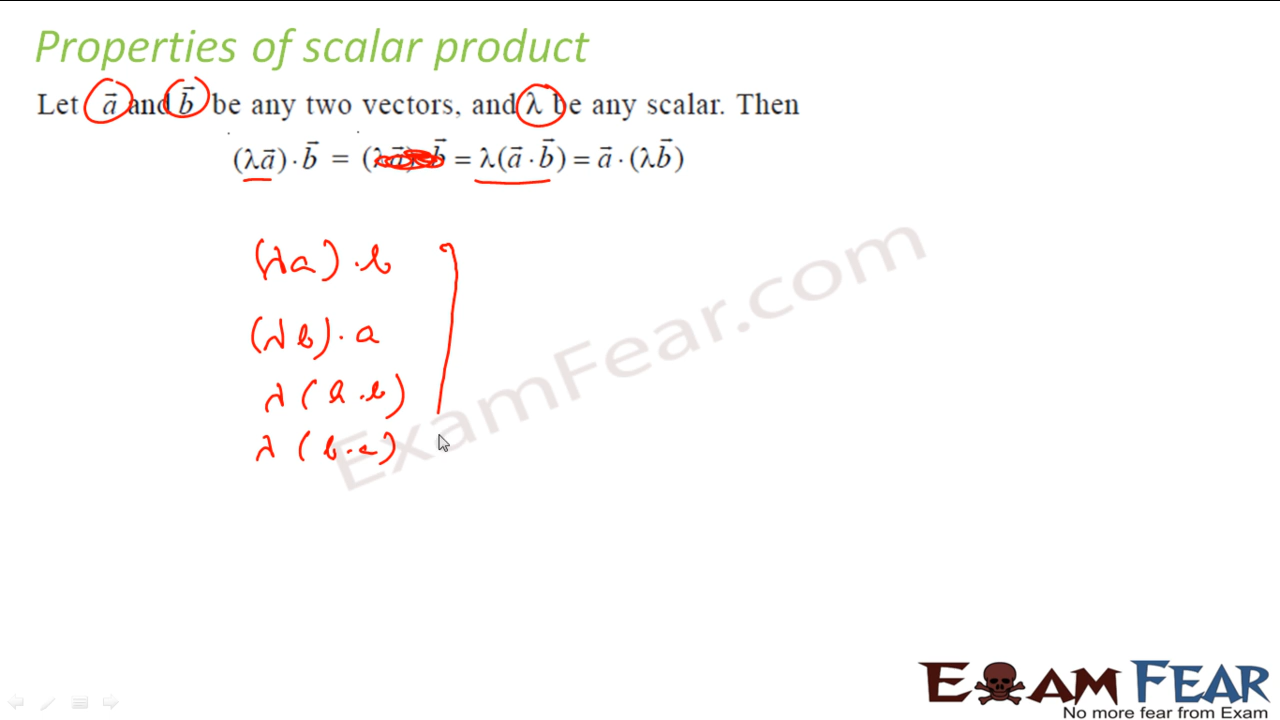 Properties of scalar product
Let a⃗ and b⃗ be any two vectors, and λ be any scalar. Then
(λa⃗) · b⃗ = (λa⃗) · b⃗ = λ(a⃗ · b⃗) = a⃗ · (λb⃗)
(λa) · b
(λb) · a
λ (a · b)
λ (b · a)
ExamFear.com
EXAM FEAR
No more fear from Exam